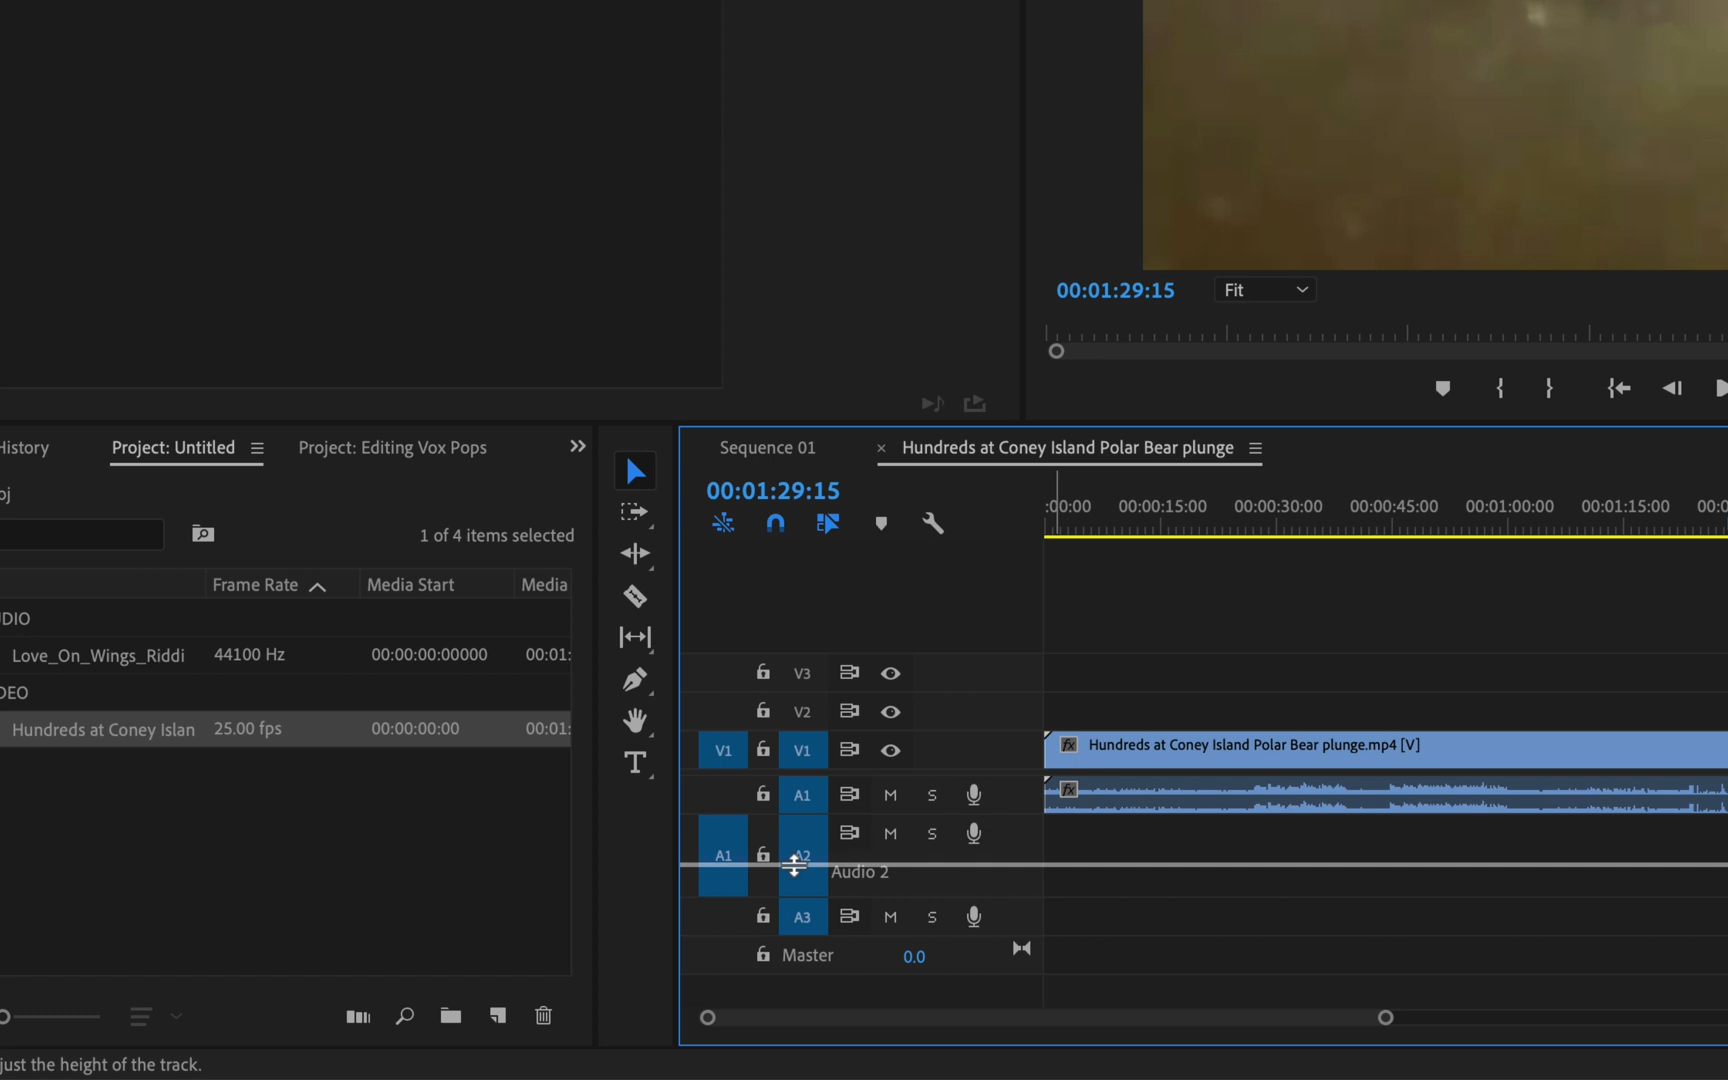 00:01:29:15
Fit
History
Project: Untitled
Project: Editing Vox Pops
Sequence 01
Hundreds at Coney Island Polar Bear plunge
oj
00:01:29:15
:00:00
00:00:15:00
00:00:30:00
00:00:45:00
00:01:00:00
00:01:15:00
00:0
1 of 4 items selected
Frame Rate
Media Start
Media
DIO
Love_On_Wings_Riddi
44100 Hz
00:00:00:00000
00:01:
DEO
Hundreds at Coney Islan
25.00 fps
00:00:00:00
00:01:
T
V3
V2
V1
V1
fx
Hundreds at Coney Island Polar Bear plunge.mp4 [V]
A1
M
S
fx
A1
A2
M
S
Audio 2
A3
M
S
Master
0.0
just the height of the track.